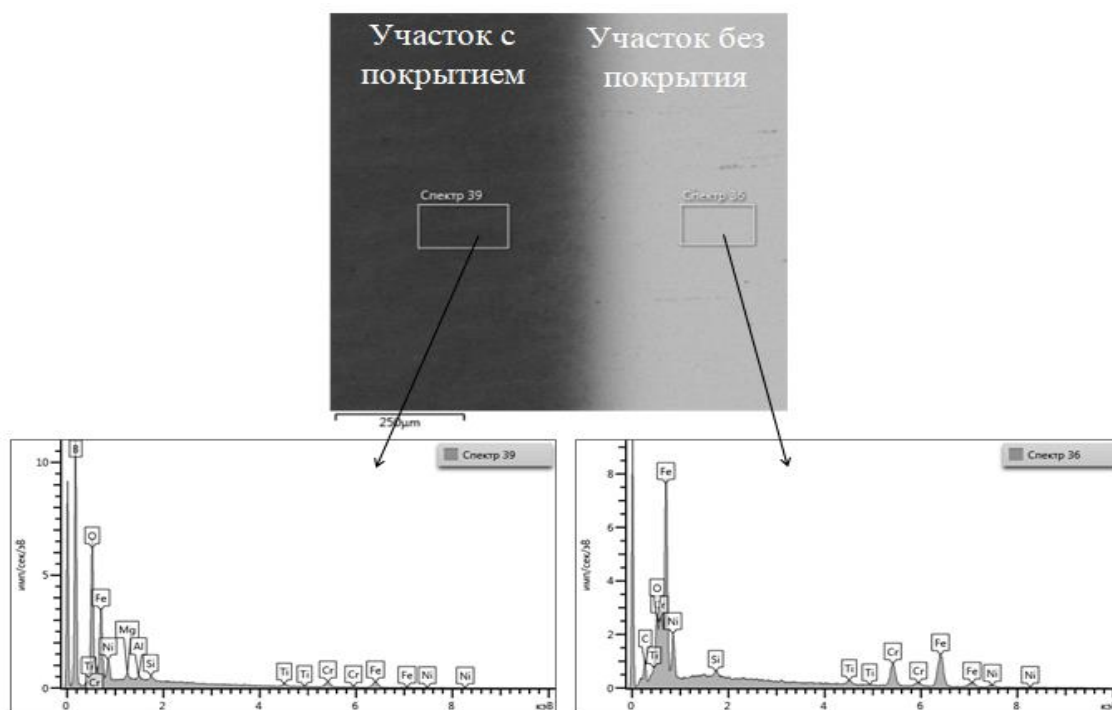 Участок с
покрытием
Участок без
покрытия
Спектр 39
Спектр 36
250μm
Спектр 39
10
5
0
имп/сек/эВ
B
O
Fe
Ti
Cr
Ni
Mg
Al
Si
Ti
Ti
Cr
Cr
Fe
Fe
Ni
Ni
0
2
4
6
8
кэВ
Спектр 36
8
6
4
2
0
имп/сек/эВ
Fe
O
C
Ti
Ni
Si
Ti
Ti
Cr
Cr
Fe
Fe
Ni
Ni
0
2
4
6
8